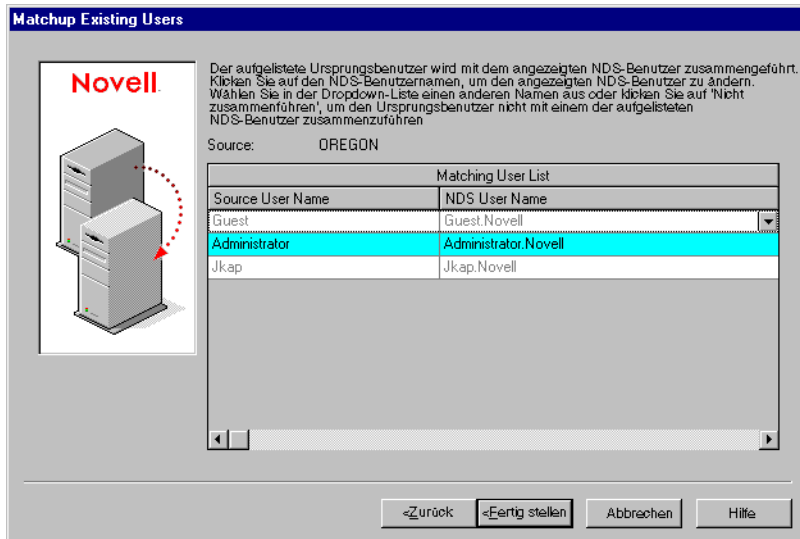 Matchup Existing Users
Novell.
Der aufgelistete Ursprungsbenutzer wird mit dem angezeigten NDS-Benutzer zusammengeführt.
Klicken Sie auf den NDS-Benutzernamen, um den angezeigten NDS-Benutzer zu ändern.
Wählen Sie in der Dropdown-Liste einen anderen Namen aus oder klicken Sie auf 'Nicht
zusammenführen', um den Ursprungsbenutzer nicht mit einem der aufgelisteten
NDS-Benutzer zusammenzuführen
Source: OREGON
Matching User List
Source User Name NDS User Name
Guest Guest.Novell
Administrator Administrator.Novell
Jkap Jkap.Novell
<Zurück <Fertig stellen Abbrechen Hilfe